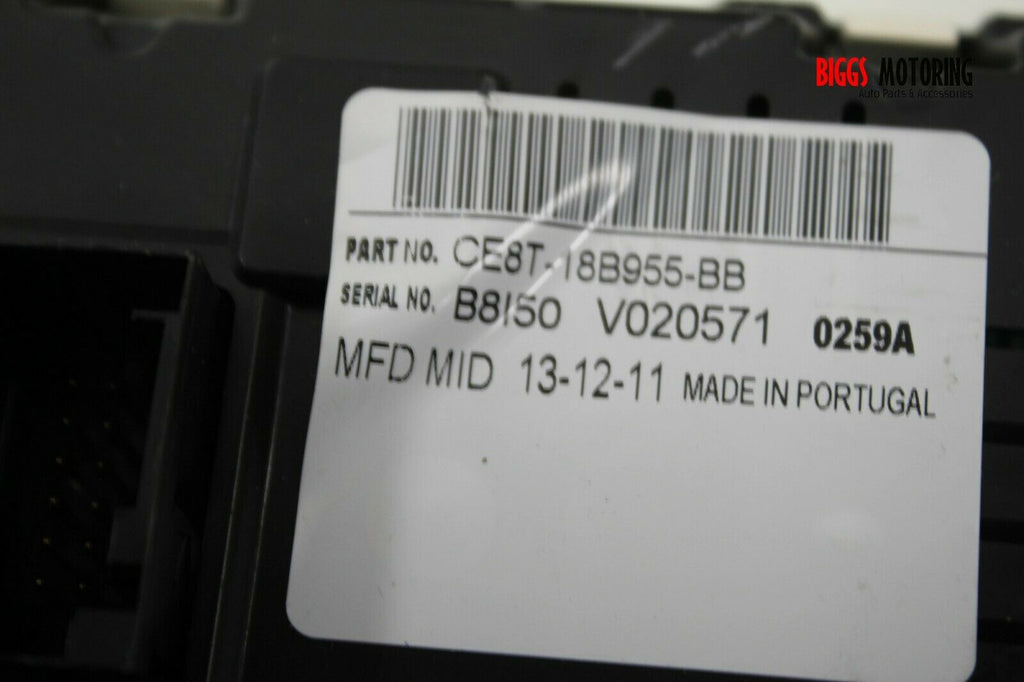 BIGGS MOTORING
Auto Parts & Accessories
PART NO. CE8T-18B955-BB
SERIAL NO. B8I50 V020571 0259A
MFD MID 13-12-11 MADE IN PORTUGAL